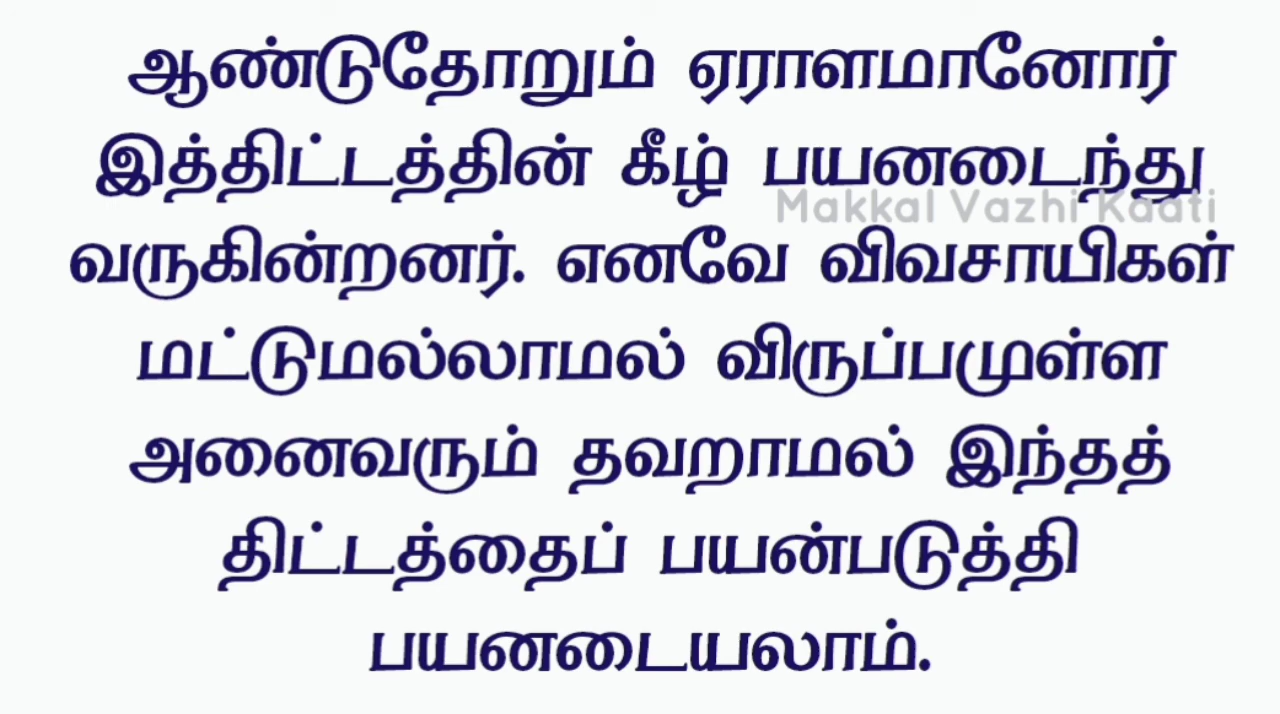 ஆண்டுதோறும் ஏராளமானோர்
இத்திட்டத்தின் கீழ் பயனடைந்து
Makkal Vazhi Kaati
வருகின்றனர். எனவே விவசாயிகள்
மட்டுமல்லாமல் விருப்பமுள்ள
அனைவரும் தவறாமல் இந்தத்
திட்டத்தைப் பயன்படுத்தி
பயனடையலாம்.